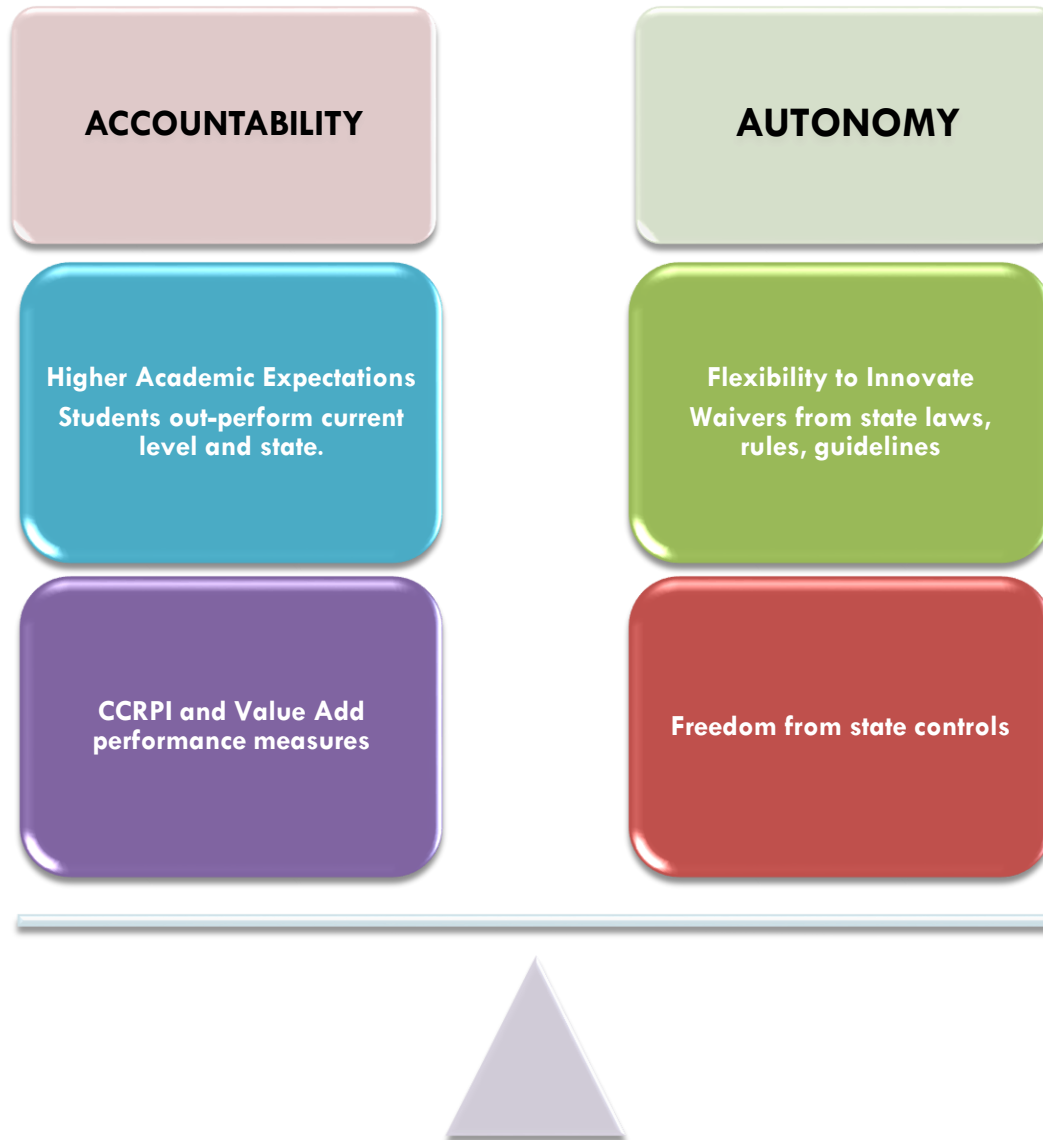 ACCOUNTABILITY
AUTONOMY
Higher Academic Expectations
Students out-perform current
level and state.
Flexibility to Innovate
Waivers from state laws,
rules, guidelines
CCRPI and Value Add
performance measures
Freedom from state controls